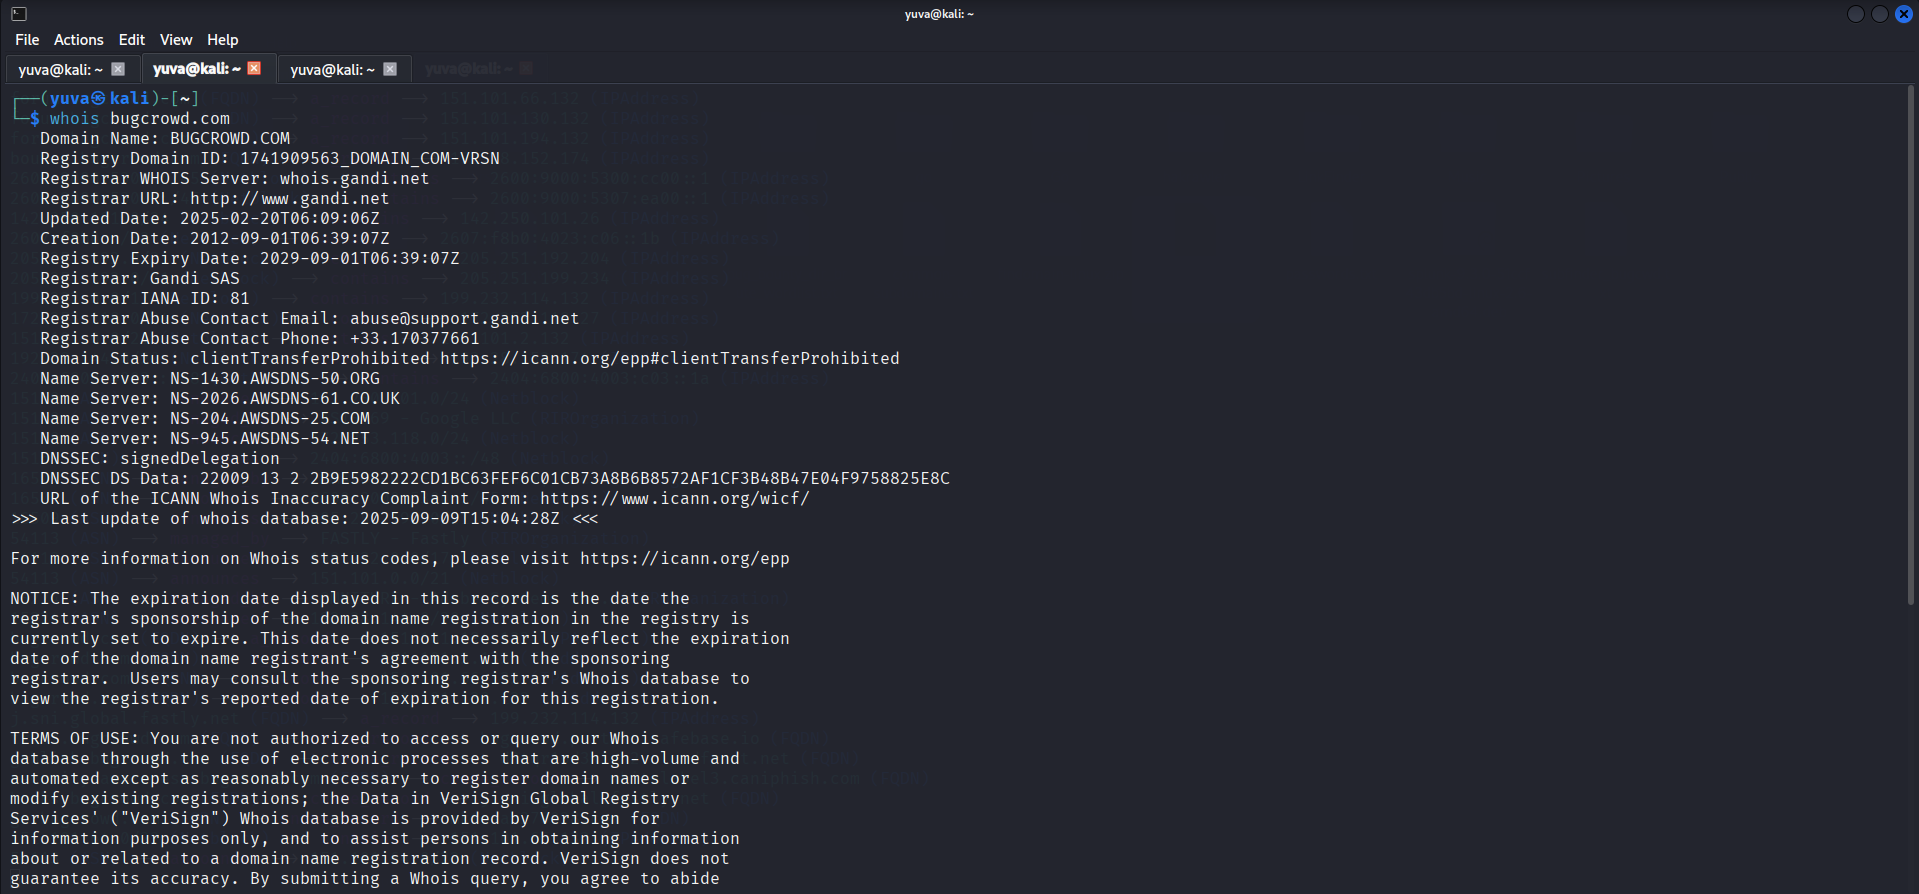 yuva@kali: ~
File Actions Edit View Help
yuva@kali: ~ yuva@kali: ~ yuva@kali: ~ yuva@kali: ~
┌──(yuva㉿kali)-[~]
└─$ whois bugcrowd.com
Domain Name: BUGCROWD.COM
Registry Domain ID: 1741909563_DOMAIN_COM-VRSN
Registrar WHOIS Server: whois.gandi.net
Registrar URL: http://www.gandi.net
Updated Date: 2025-02-20T06:09:06Z
Creation Date: 2012-09-01T06:39:07Z
Registry Expiry Date: 2029-09-01T06:39:07Z
Registrar: Gandi SAS
Registrar IANA ID: 81
Registrar Abuse Contact Email: abuse@support.gandi.net
Registrar Abuse Contact Phone: +33.170377661
Domain Status: clientTransferProhibited https://icann.org/epp#clientTransferProhibited
Name Server: NS-1430.AWSDNS-50.ORG
Name Server: NS-2026.AWSDNS-61.CO.UK
Name Server: NS-204.AWSDNS-25.COM
Name Server: NS-945.AWSDNS-54.NET
DNSSEC: signedDelegation
DNSSEC DS Data: 22009 13 2 2B9E5982222CD1BC63FEF6C01CB73A8B6B8572AF1CF3B48B47E04F9758825E8C
URL of the ICANN Whois Inaccuracy Complaint Form: https://www.icann.org/wicf/
>>> Last update of whois database: 2025-09-09T15:04:28Z <<<
For more information on Whois status codes, please visit https://icann.org/epp
NOTICE: The expiration date displayed in this record is the date the
registrar's sponsorship of the domain name registration in the registry is
currently set to expire. This date does not necessarily reflect the expiration
date of the domain name registrant's agreement with the sponsoring
registrar.  Users may consult the sponsoring registrar's Whois database to
view the registrar's reported date of expiration for this registration.
TERMS OF USE: You are not authorized to access or query our Whois
database through the use of electronic processes that are high-volume and
automated except as reasonably necessary to register domain names or
modify existing registrations; the Data in VeriSign Global Registry
Services' ("VeriSign") Whois database is provided by VeriSign for
information purposes only, and to assist persons in obtaining information
about or related to a domain name registration record. VeriSign does not
guarantee its accuracy. By submitting a Whois query, you agree to abide